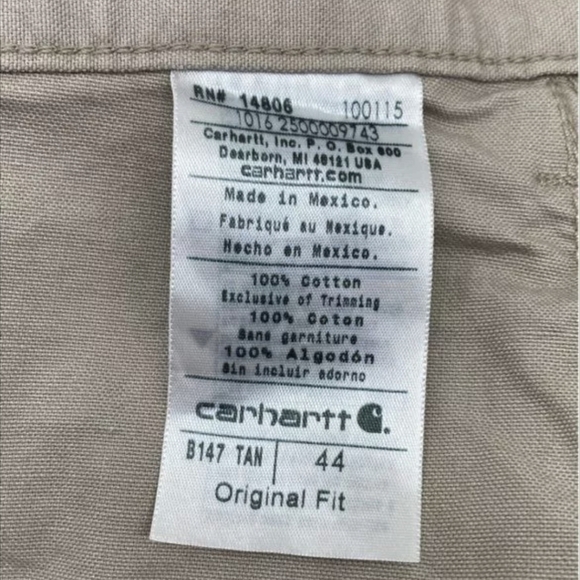 RN# 14806 100115
1016 2500009743
Carhartt, Inc. P. O. Box 600
Dearborn, MI 48121 USA
carhartt.com
Made in Mexico.
Fabriqué au Mexique.
Hecho en Mexico.
100% Cotton
Exclusive of Trimming
100% Coton
Sans garniture
100% Algodón
Sin incluir adorno
carhartt
B147 TAN 44
Original Fit